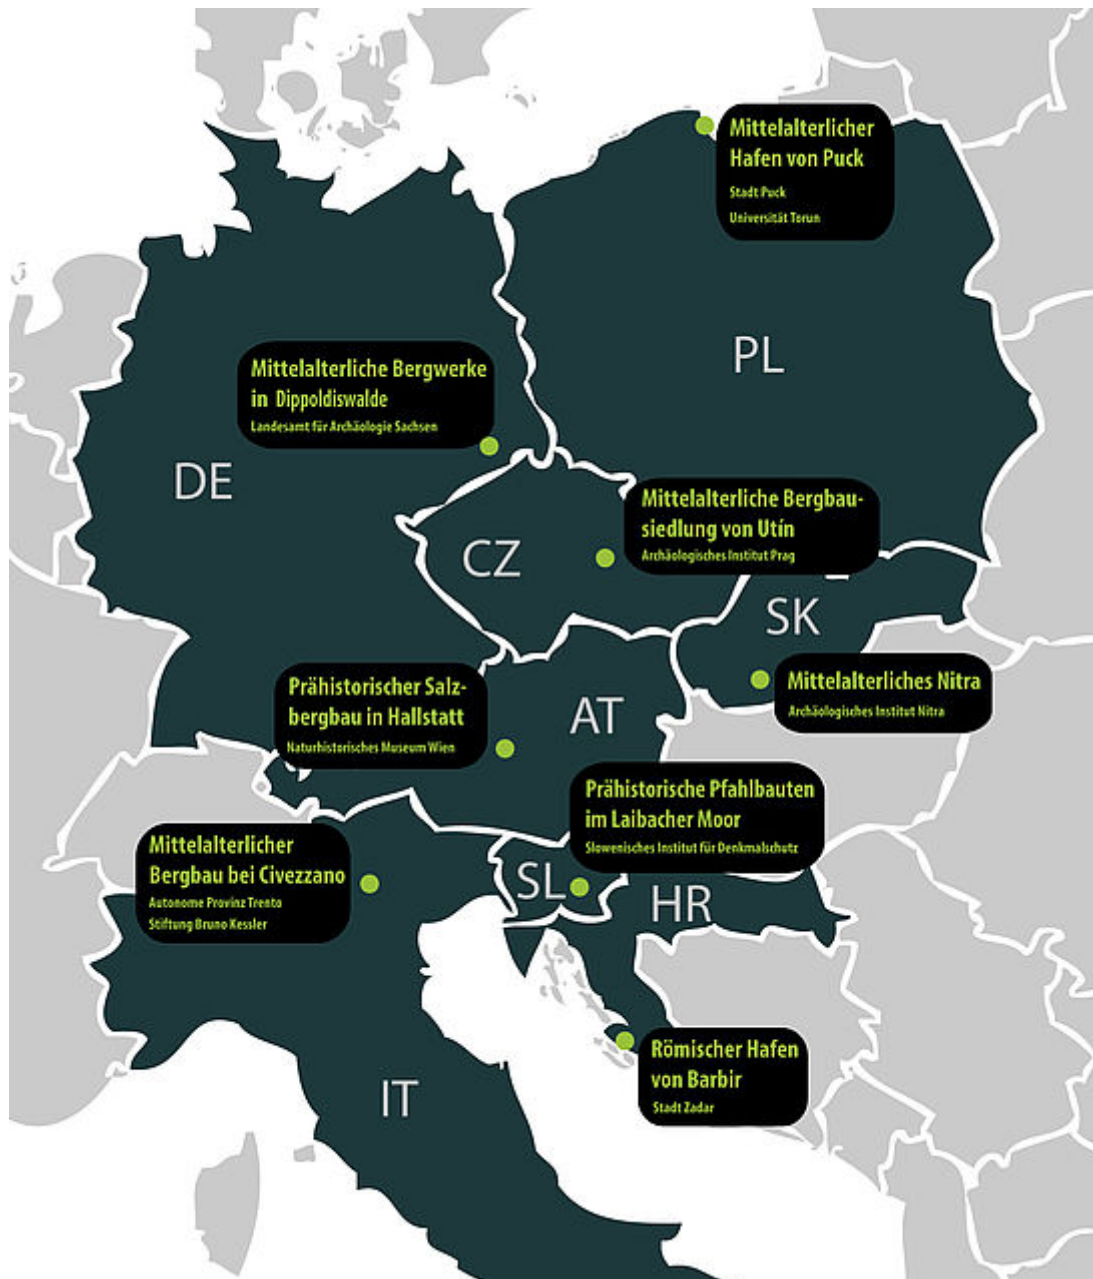 Mittelalterlicher
Hafen von Puck
Stadt Puck
Universität Torun
PL
Mittelalterliche Bergwerke
in Dippoldiswalde
Landesamt für Archäologie Sachsen
DE
Mittelalterliche Bergbau-
siedlung von Utín
Archäologisches Institut Prag
CZ
SK
Mittelalterliches Nitra
Archäologisches Institut Nitra
Prähistorischer Salz-
bergbau in Hallstatt
Naturhistorisches Museum Wien
AT
Prähistorische Pfahlbauten
im Laibacher Moor
Slowenisches Institut für Denkmalschutz
Mittelalterlicher
Bergbau bei Civezzano
Autonome Provinz Trento
Stiftung Bruno Kessler
SL
HR
Römischer Hafen
von Barbir
Stadt Zadar
IT